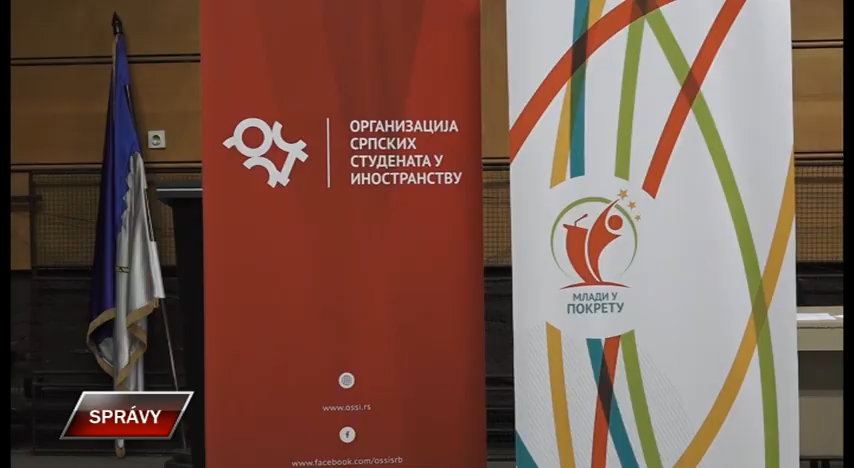 ОРГАНИЗАЦИЈА
СРПСКИХ
СТУДЕНАТА У
ИНОСТРАНСТВУ
www.ossi.rs
www.facebook.com/ossisrb
МЛАДИ У
ПОКРЕТУ
SPRÁVY